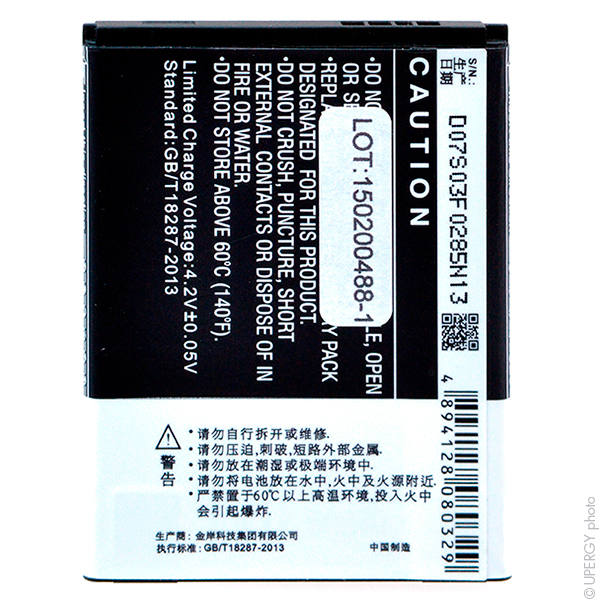 S/N.:
生产
日期
D07S03F0285N13
CAUTION
•DO NO
LE, OPEN
OR SE
•REPLA
Y PACK
DESIGNATED FOR THIS PRODUCT.
•DO NOT CRUSH, PUNCTURE, SHORT
EXTERNAL CONTACTS OR DISPOSE OF IN
FIRE OR WATER.
•DO NOT STORE ABOVE 60℃ (140℉).
Limited Charge Voltage:4.2V±0.05V
Standard:GB/T18287-2013
LOT:150200488-1
4894128080329
警告
•请勿自行拆开或维修.
•请勿压迫,刺破,短路外部金属.
•请勿放在潮湿或极端环境中.
•请勿将电池放在水中,火中及火源附近.
•严禁置于60℃以上高温环境,投入火中
会引起爆炸.
生产商: 金岸科技集团有限公司
执行标准: GB/T18287-2013
中国制造
© UPERGY photo